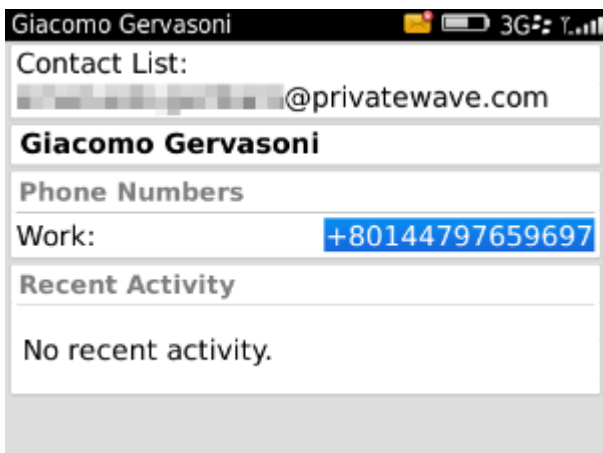 Giacomo Gervasoni 3G
Contact List:
@privatewave.com
Giacomo Gervasoni
Phone Numbers
Work: +80144797659697
Recent Activity
No recent activity.